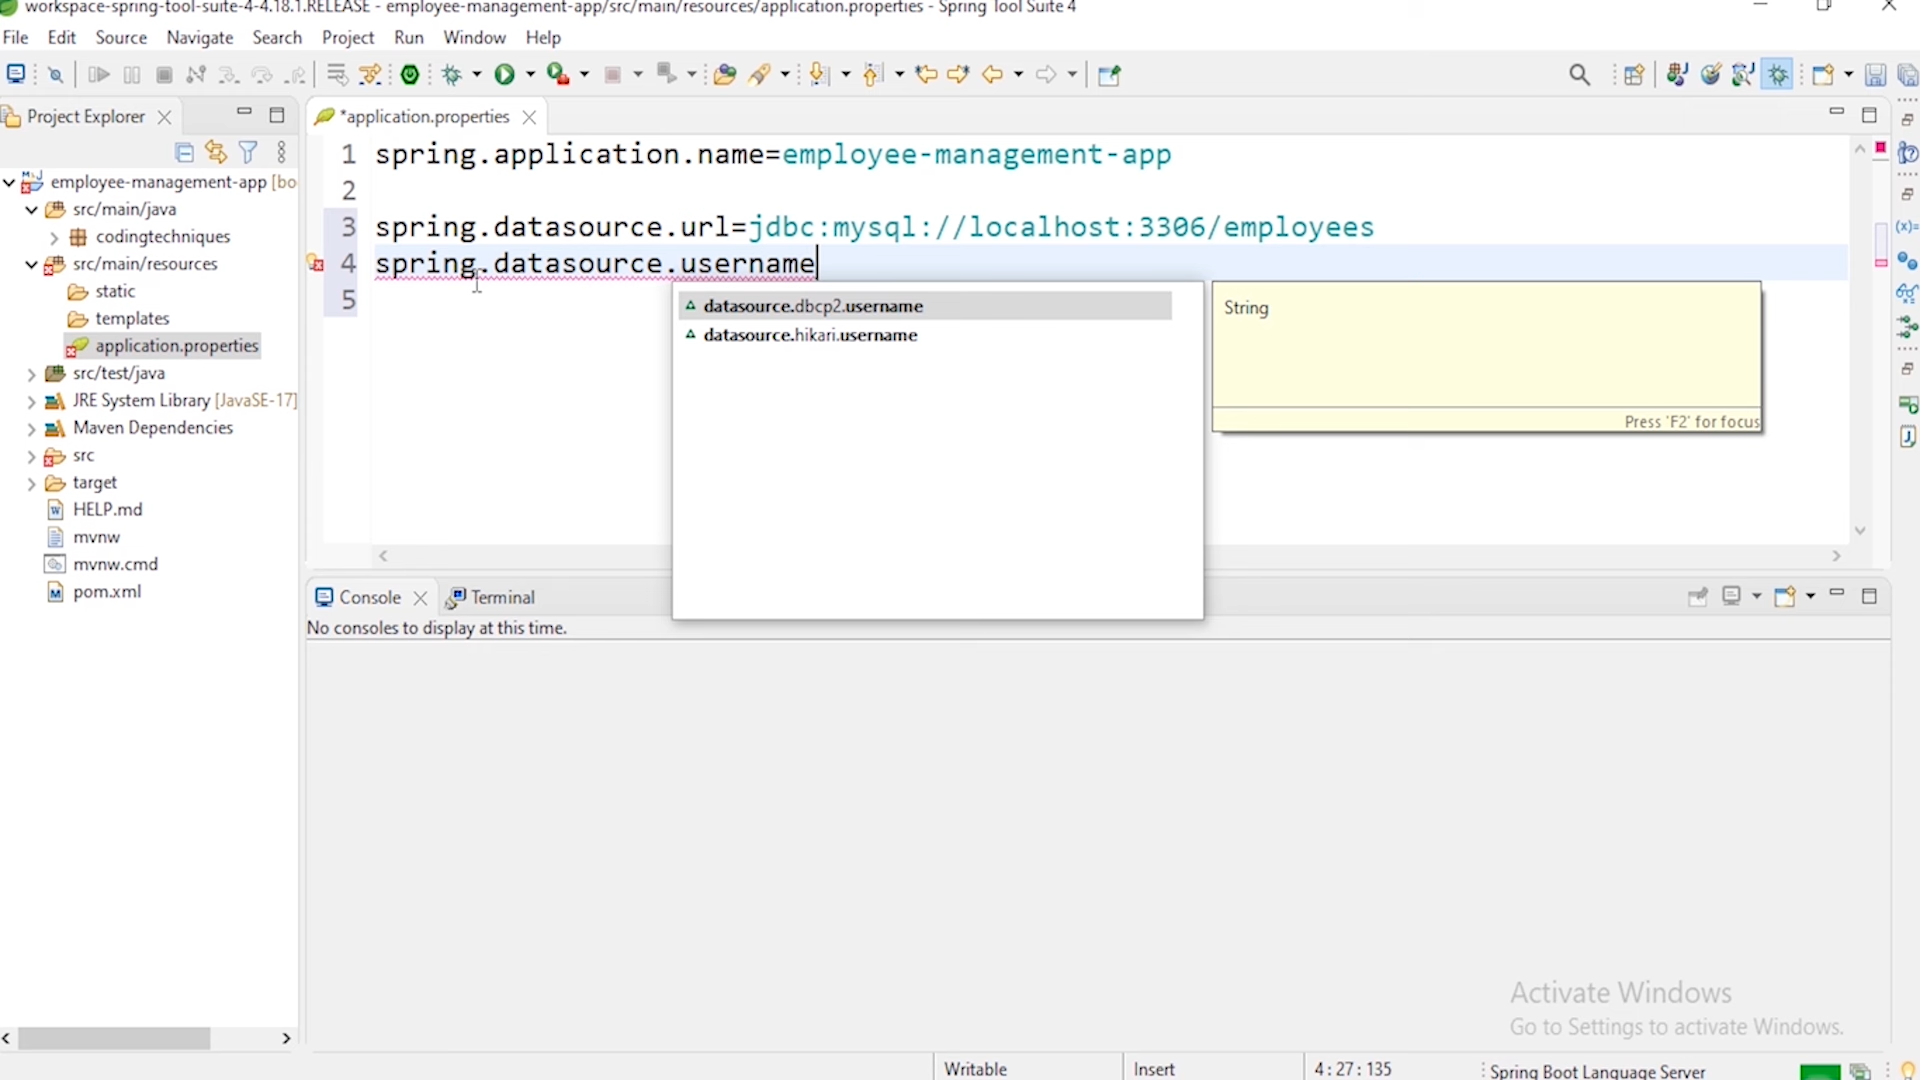 workspace-spring-tool-suite-4-4.18.1.RELEASE - employee-management-app/src/main/resources/application.properties - Spring Tool Suite 4
File Edit Source Navigate Search Project Run Window Help
Project Explorer
*application.properties
employee-management-app [bo
src/main/java
codingtechniques
src/main/resources
static
templates
application.properties
src/test/java
JRE System Library [JavaSE-17]
Maven Dependencies
src
target
HELP.md
mvnw
mvnw.cmd
pom.xml
1 spring.application.name=employee-management-app
2
3 spring.datasource.url=jdbc:mysql://localhost:3306/employees
4 spring.datasource.username
5
datasource.dbcp2.username
datasource.hikari.username
String
Press 'F2' for focus
Console Terminal
No consoles to display at this time.
Activate Windows
Go to Settings to activate Windows.
Writable Insert 4 : 27 : 135 Spring Boot Language Server